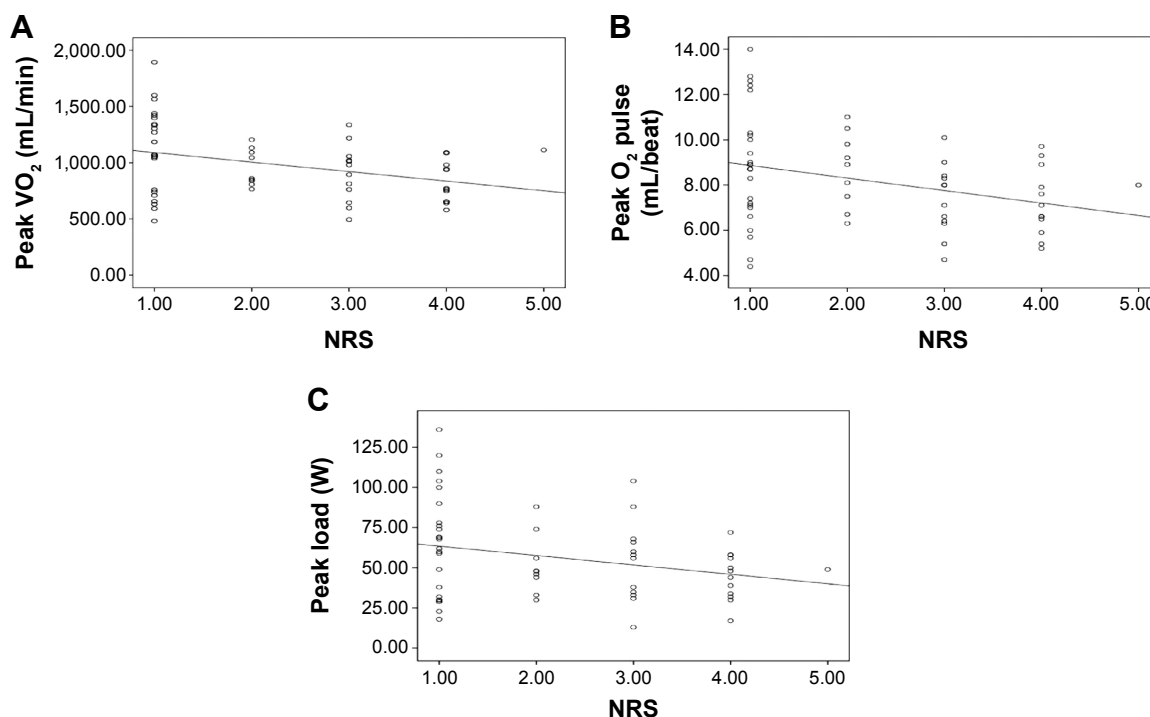 A
Peak VO2 (mL/min)
2,000.00
1,500.00
1,000.00
500.00
0.00
1.00 2.00 3.00 4.00 5.00
NRS
B
Peak O2 pulse
(mL/beat)
14.00
12.00
10.00
8.00
6.00
4.00
1.00 2.00 3.00 4.00 5.00
NRS
C
Peak load (W)
125.00
100.00
75.00
50.00
25.00
0.00
1.00 2.00 3.00 4.00 5.00
NRS